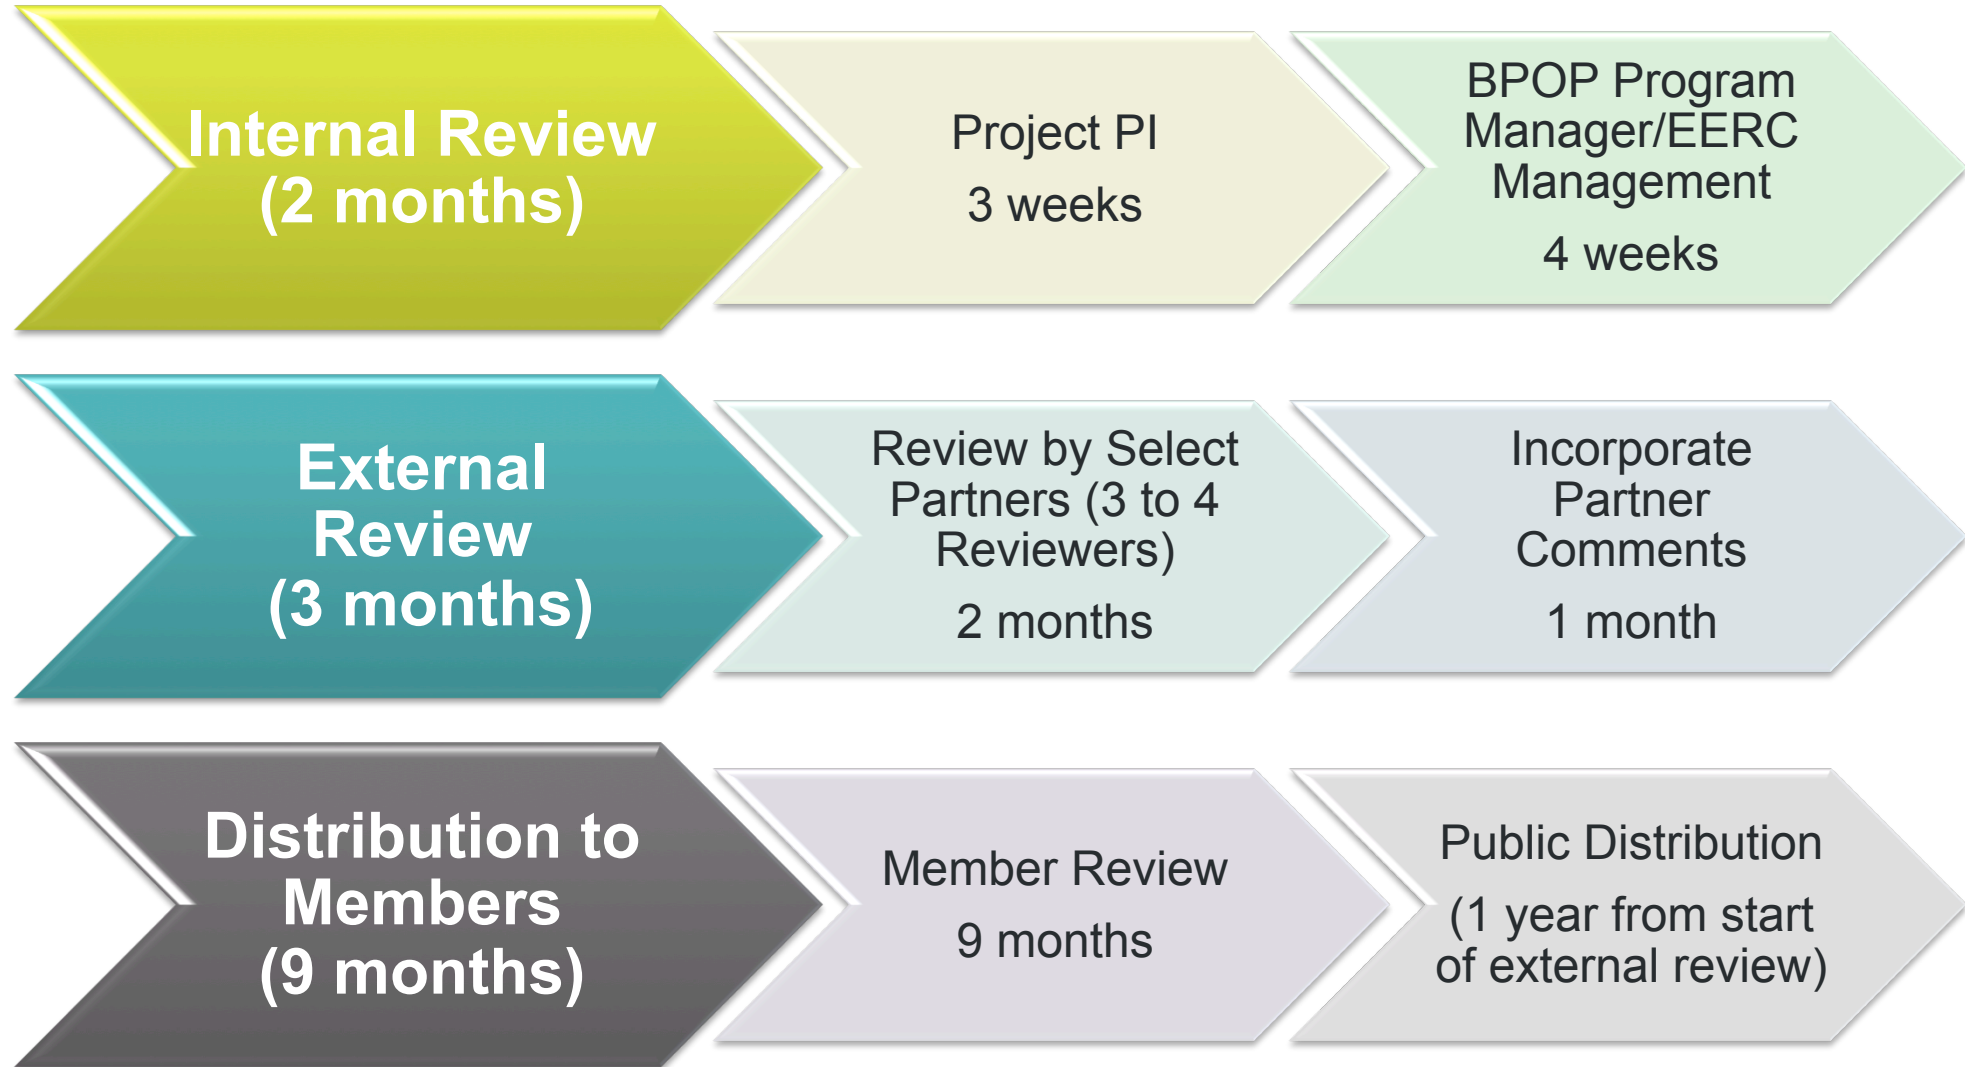 Internal Review
(2 months)
Project PI
3 weeks
BPOP Program
Manager/EERC
Management
4 weeks
External
Review
(3 months)
Review by Select
Partners (3 to 4
Reviewers)
2 months
Incorporate
Partner
Comments
1 month
Distribution to
Members
(9 months)
Member Review
9 months
Public Distribution
(1 year from start
of external review)